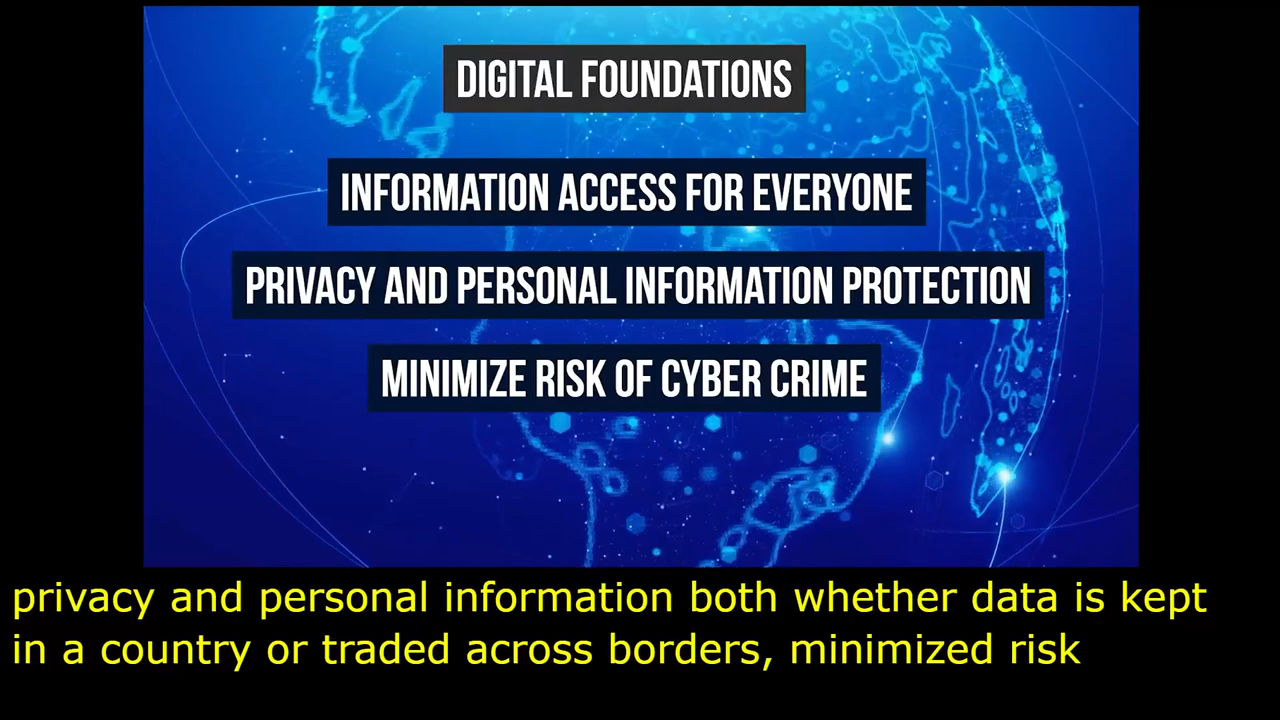 DIGITAL FOUNDATIONS
INFORMATION ACCESS FOR EVERYONE
PRIVACY AND PERSONAL INFORMATION PROTECTION
MINIMIZE RISK OF CYBER CRIME
privacy and personal information both whether data is kept
in a country or traded across borders, minimized risk